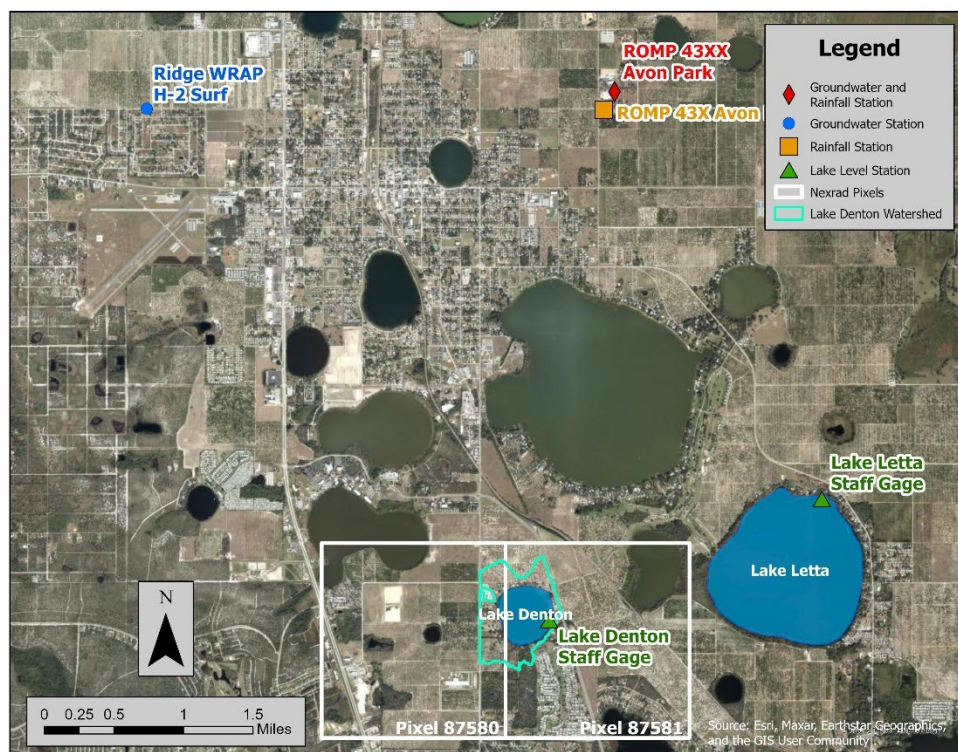 Ridge WRAP
H-2 Surf
ROMP 43XX
Avon Park
ROMP 43X Avon
Legend
Groundwater and
Rainfall Station
Groundwater Station
Rainfall Station
Lake Level Station
Nexrad Pixels
Lake Denton Watershed
Lake Letta
Staff Gage
Lake Letta
Lake Denton
Lake Denton
Staff Gage
N
0 0.25 0.5 1 1.5
Miles
Pixel 87580
Pixel 87581
Source: Esri, Maxar, Earthstar Geographics,
and the GIS User Community